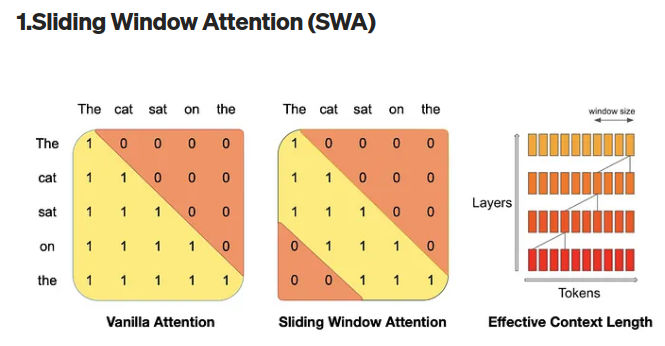 1.Sliding Window Attention (SWA)
The cat sat on the
The 1 0 0 0 0
cat 1 1 0 0 0
sat 1 1 1 0 0
on 1 1 1 1 0
the 1 1 1 1 1
Vanilla Attention
The cat sat on the
1 0 0 0 0
1 1 0 0 0
1 1 1 0 0
0 1 1 1 0
0 0 1 1 1
Sliding Window Attention
window size
Layers
Tokens
Effective Context Length